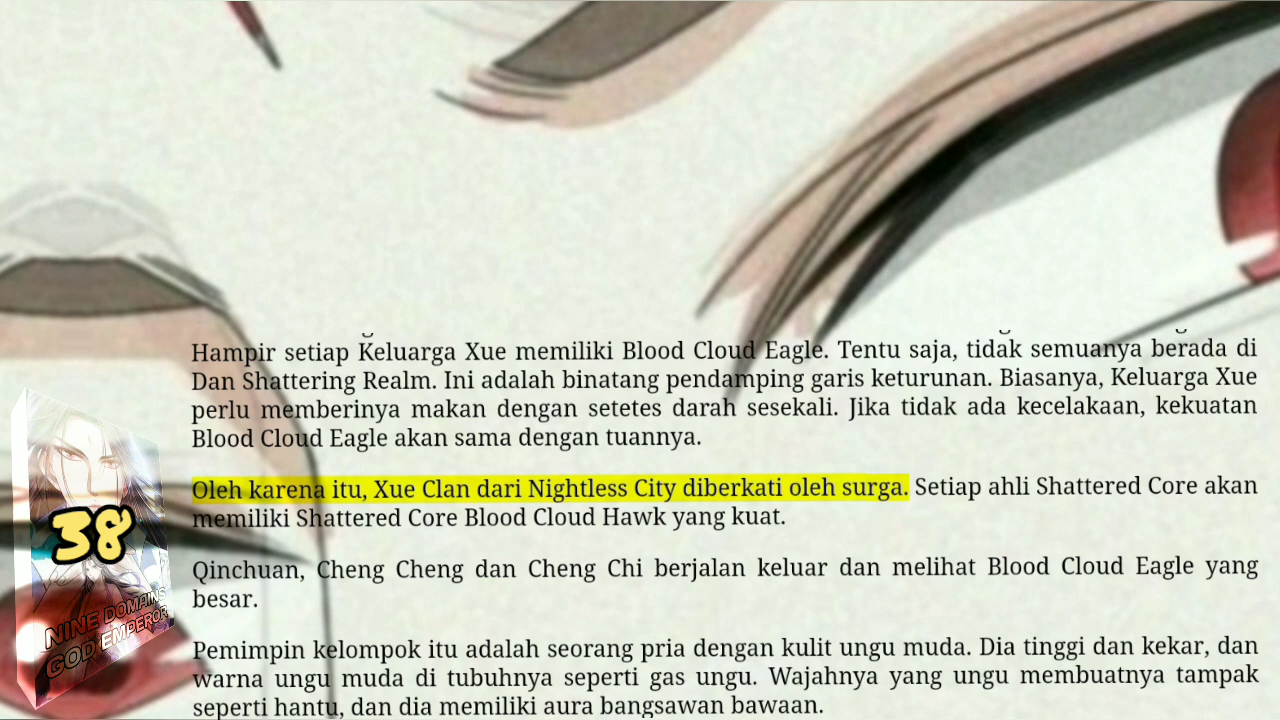 Hampir setiap Keluarga Xue memiliki Blood Cloud Eagle. Tentu saja, tidak semuanya berada di
Dan Shattering Realm. Ini adalah binatang pendamping garis keturunan. Biasanya, Keluarga Xue
perlu memberinya makan dengan setetes darah sesekali. Jika tidak ada kecelakaan, kekuatan
Blood Cloud Eagle akan sama dengan tuannya.
Oleh karena itu, Xue Clan dari Nightless City diberkati oleh surga. Setiap ahli Shattered Core akan
memiliki Shattered Core Blood Cloud Hawk yang kuat.
Qinchuan, Cheng Cheng dan Cheng Chi berjalan keluar dan melihat Blood Cloud Eagle yang
besar.
Pemimpin kelompok itu adalah seorang pria dengan kulit ungu muda. Dia tinggi dan kekar, dan
warna ungu muda di tubuhnya seperti gas ungu. Wajahnya yang ungu membuatnya tampak
seperti hantu, dan dia memiliki aura bangsawan bawaan.
38
NINE DOMAINS
GOD EMPEROR